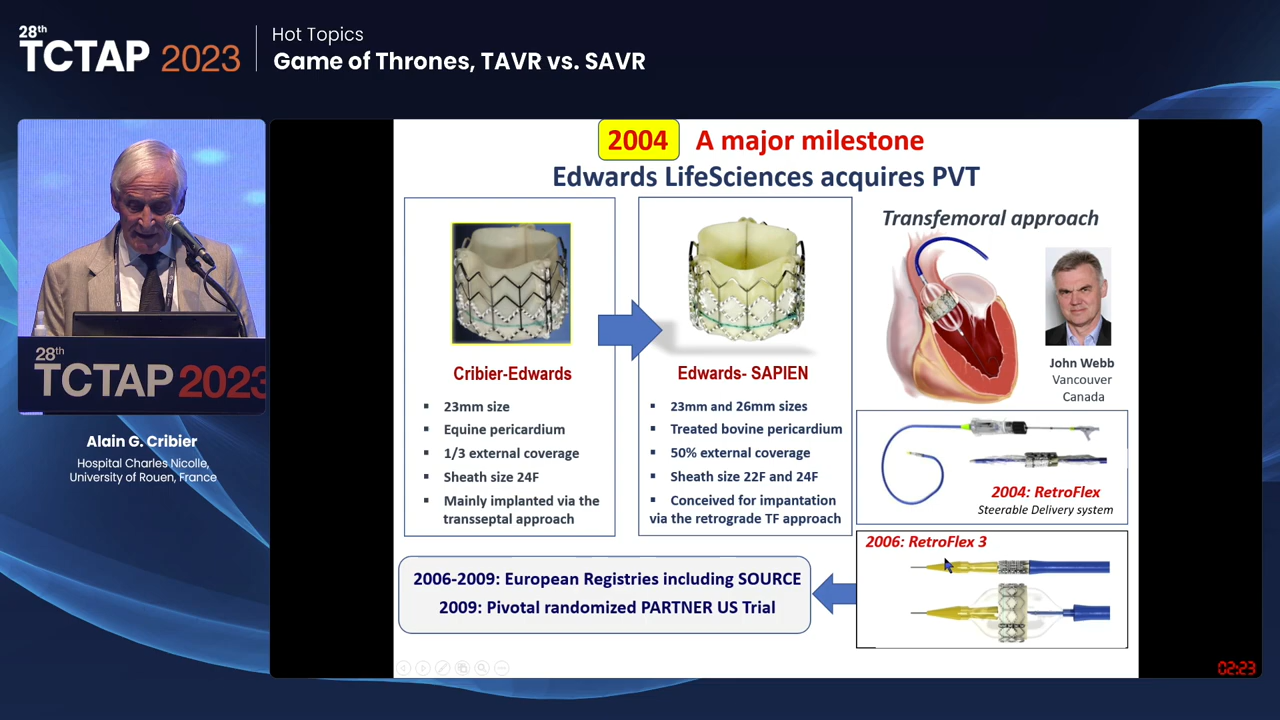 28th
TCTAP 2023
Hot Topics
Game of Thrones, TAVR vs. SAVR
28th
TCTAP 2023
Alain G. Cribier
Hospital Charles Nicolle,
University of Rouen, France
2004 A major milestone
Edwards LifeSciences acquires PVT
Cribier-Edwards
▪ 23mm size
▪ Equine pericardium
▪ 1/3 external coverage
▪ Sheath size 24F
▪ Mainly implanted via the
transseptal approach
Edwards- SAPIEN
▪ 23mm and 26mm sizes
▪ Treated bovine pericardium
▪ 50% external coverage
▪ Sheath size 22F and 24F
▪ Conceived for impantation
via the retrograde TF approach
Transfemoral approach
John Webb
Vancouver
Canada
2004: RetroFlex
Steerable Delivery system
2006: RetroFlex 3
2006-2009: European Registries including SOURCE
2009: Pivotal randomized PARTNER US Trial
02:23